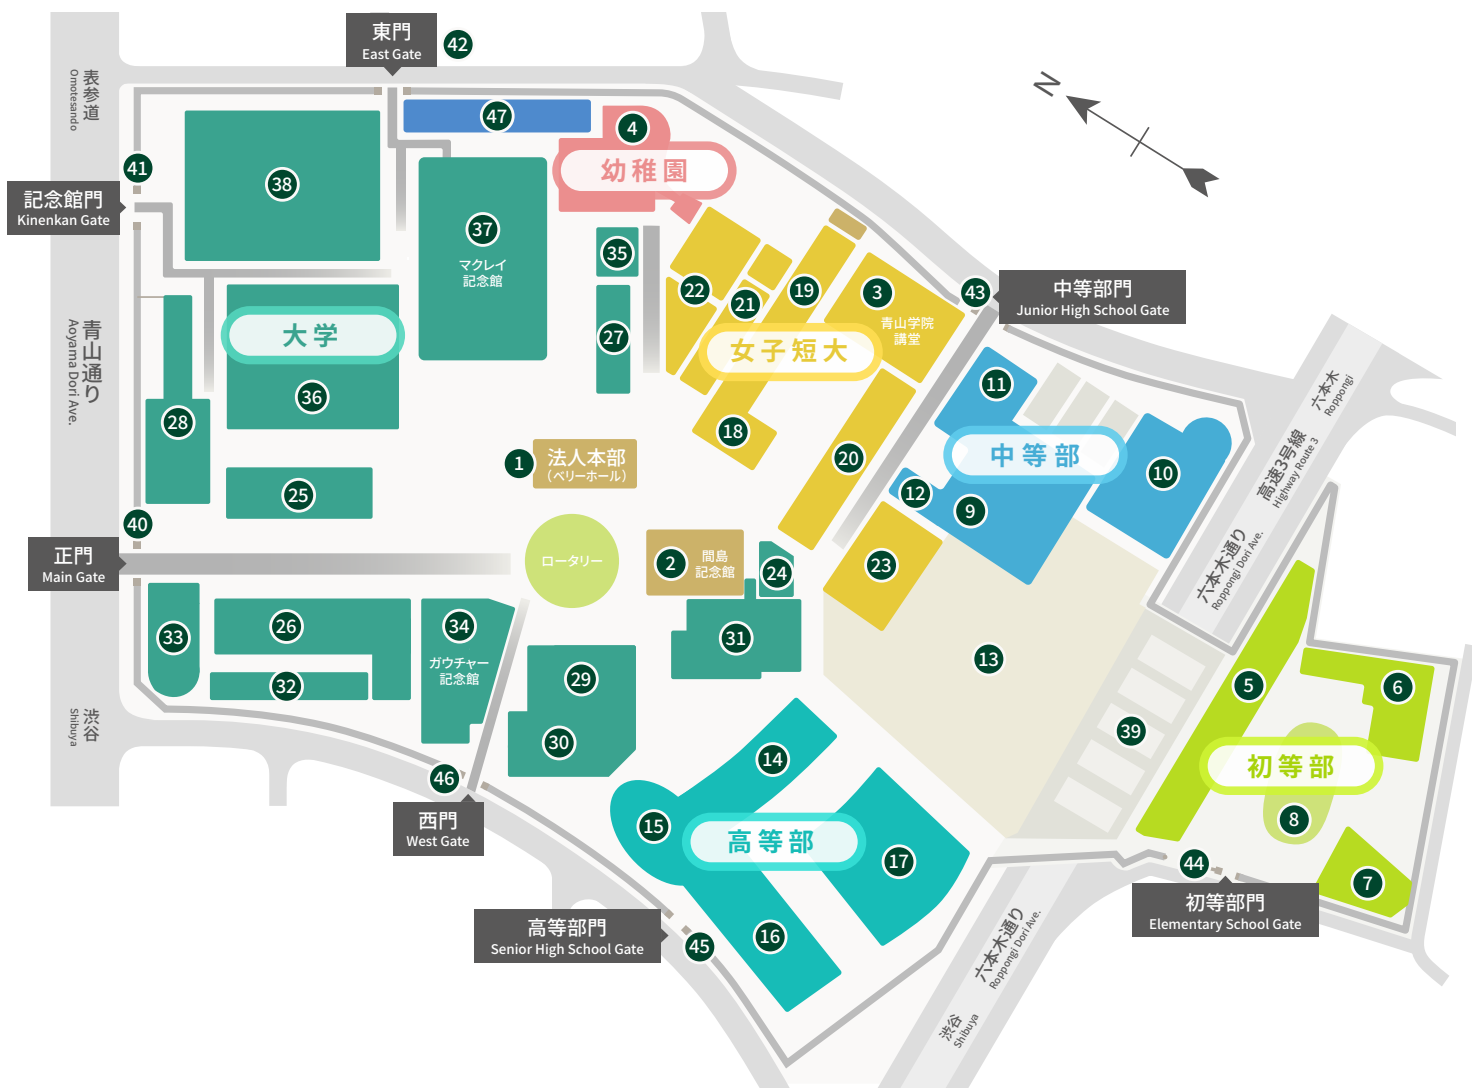 東門
East Gate
42
表参道
Omotesando
N
47
4
幼稚園
41
38
記念館門
Kinenkan Gate
37
マクレイ
記念館
35
22
21
19
3
青山学院
講堂
43
中等部門
Junior High School Gate
青山通り
Aoyama Dori Ave.
大学
27
女子短大
36
28
11
六本木
Roppongi
18
1
法人本部
（ベリーホール）
20
中等部
10
高速3号線
Highway Route 3
25
12
9
40
正門
Main Gate
ロータリー
2
間島
記念館
24
23
六本木通り
Roppongi Dori Ave.
33
26
34
ガウチャー
記念館
31
13
32
29
5
6
渋谷
Shibuya
30
39
14
初等部
46
西門
West Gate
15
高等部
8
17
44
7
初等部門
Elementary School Gate
高等部門
Senior High School Gate
45
16
六本木通り
Roppongi Dori Ave.
渋谷
Shibuya